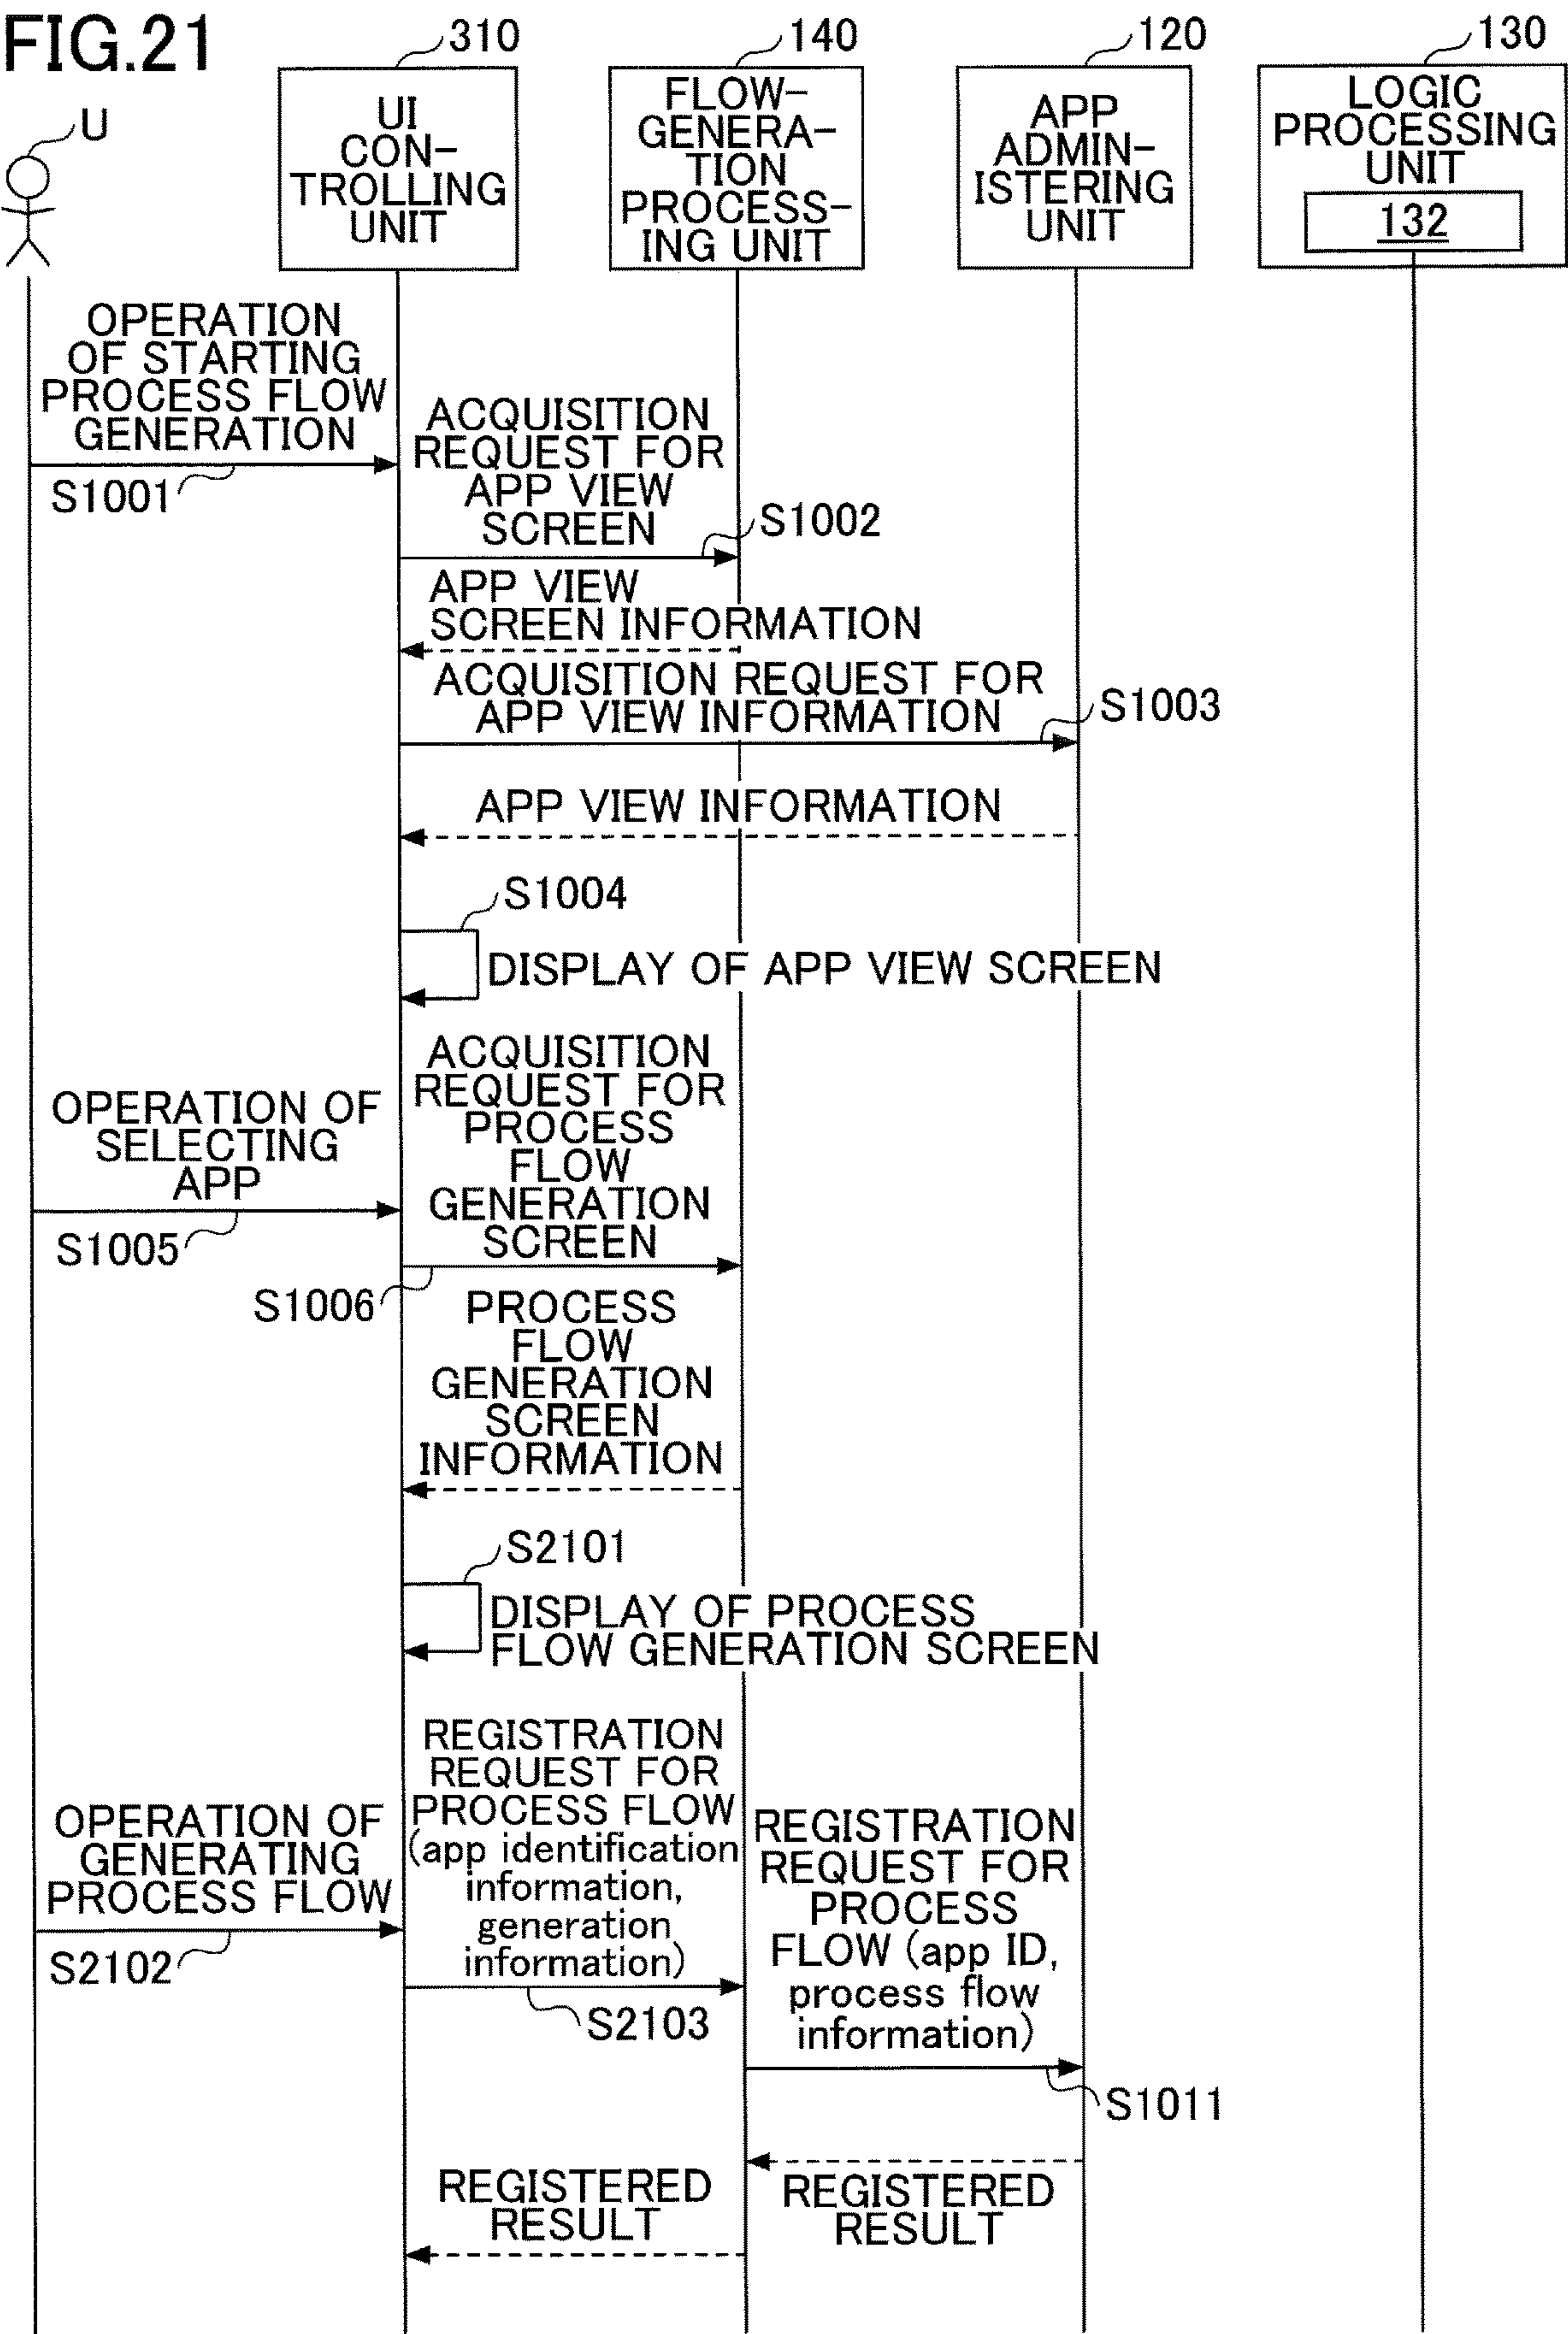 FIG.21
310
140
120
130
U
UI
CON-
TROLLING
UNIT
FLOW-
GENERA-
TION
PROCESS-
ING UNIT
APP
ADMIN-
ISTERING
UNIT
LOGIC
PROCESSING
UNIT
132
OPERATION
OF STARTING
PROCESS FLOW
GENERATION
S1001
ACQUISITION
REQUEST FOR
APP VIEW
SCREEN
S1002
APP VIEW
SCREEN INFORMATION
ACQUISITION REQUEST FOR
APP VIEW INFORMATION
S1003
APP VIEW INFORMATION
S1004
DISPLAY OF APP VIEW SCREEN
OPERATION OF
SELECTING
APP
S1005
ACQUISITION
REQUEST FOR
PROCESS
FLOW
GENERATION
SCREEN
S1006
PROCESS
FLOW
GENERATION
SCREEN
INFORMATION
S2101
DISPLAY OF PROCESS
FLOW GENERATION SCREEN
OPERATION OF
GENERATING
PROCESS FLOW
S2102
REGISTRATION
REQUEST FOR
PROCESS FLOW
(app identification
information,
generation
information)
S2103
REGISTRATION
REQUEST FOR
PROCESS
FLOW (app ID,
process flow
information)
S1011
REGISTERED
RESULT
REGISTERED
RESULT